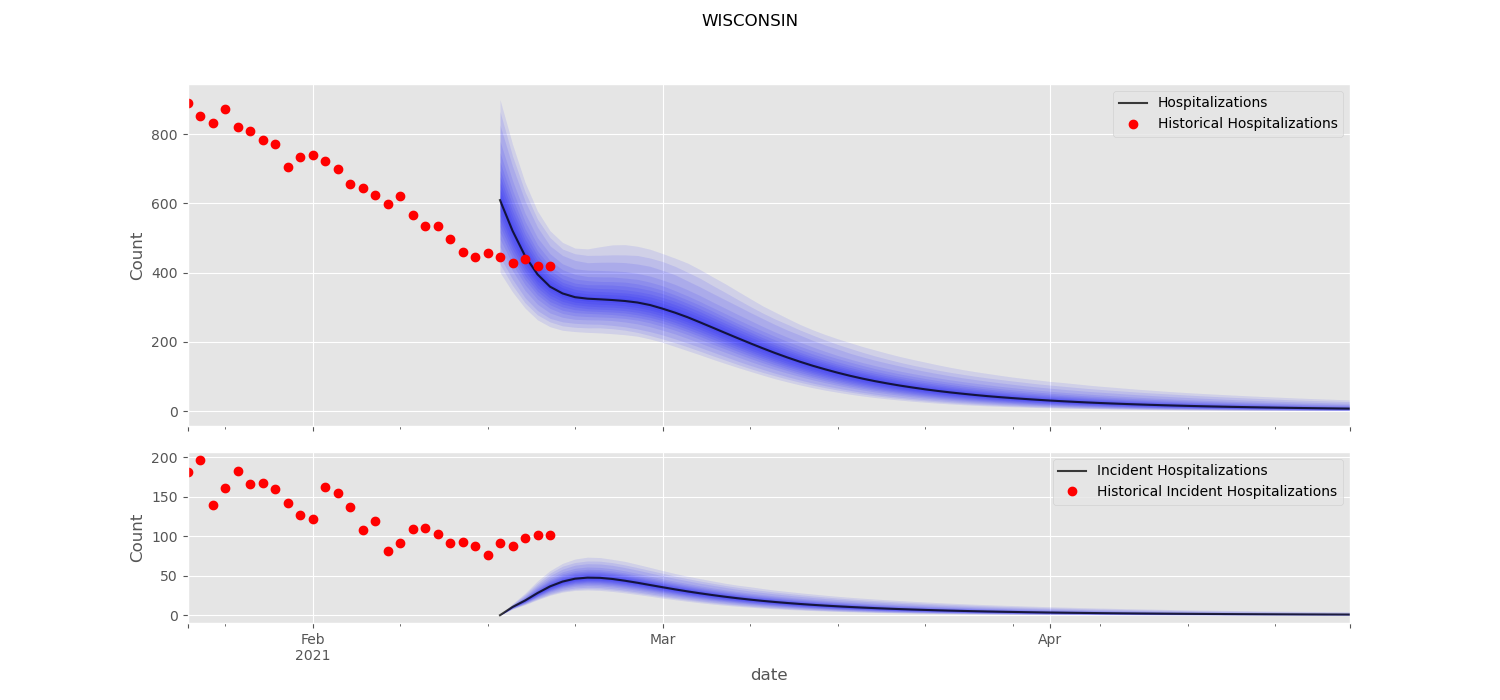 WISCONSIN
Hospitalizations
Historical Hospitalizations
Count
800
600
400
200
0
Incident Hospitalizations
Historical Incident Hospitalizations
Count
200
150
100
50
0
Feb
2021
Mar
Apr
date